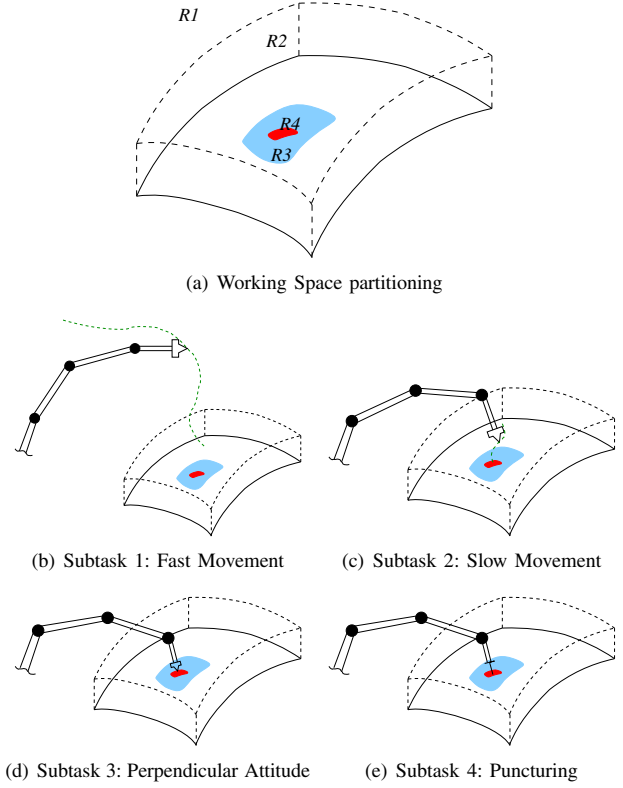 R1
R2
R4
R3
(a) Working Space partitioning
(b) Subtask 1: Fast Movement
(c) Subtask 2: Slow Movement
(d) Subtask 3: Perpendicular Attitude
(e) Subtask 4: Puncturing